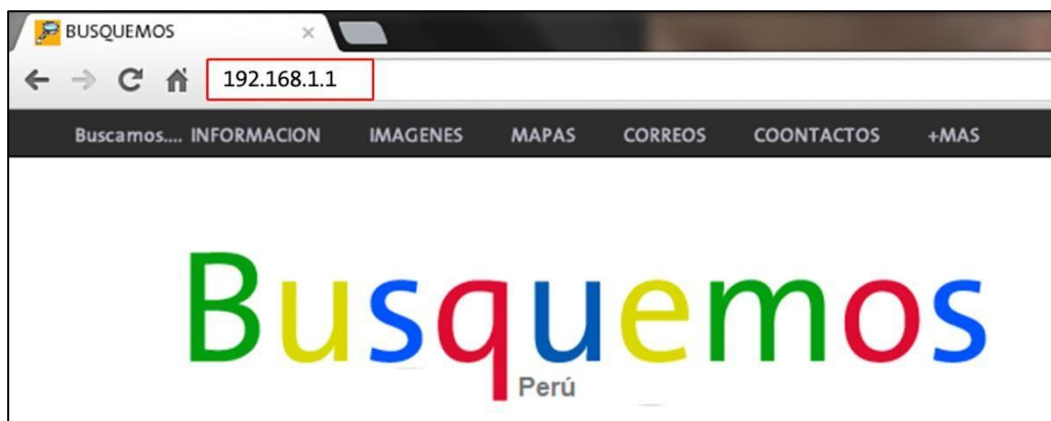 BUSQUEMOS
192.168.1.1
Buscamos.... INFORMACION IMAGENES MAPAS CORREOS COONTACTOS +MAS
Busquemos
Perú